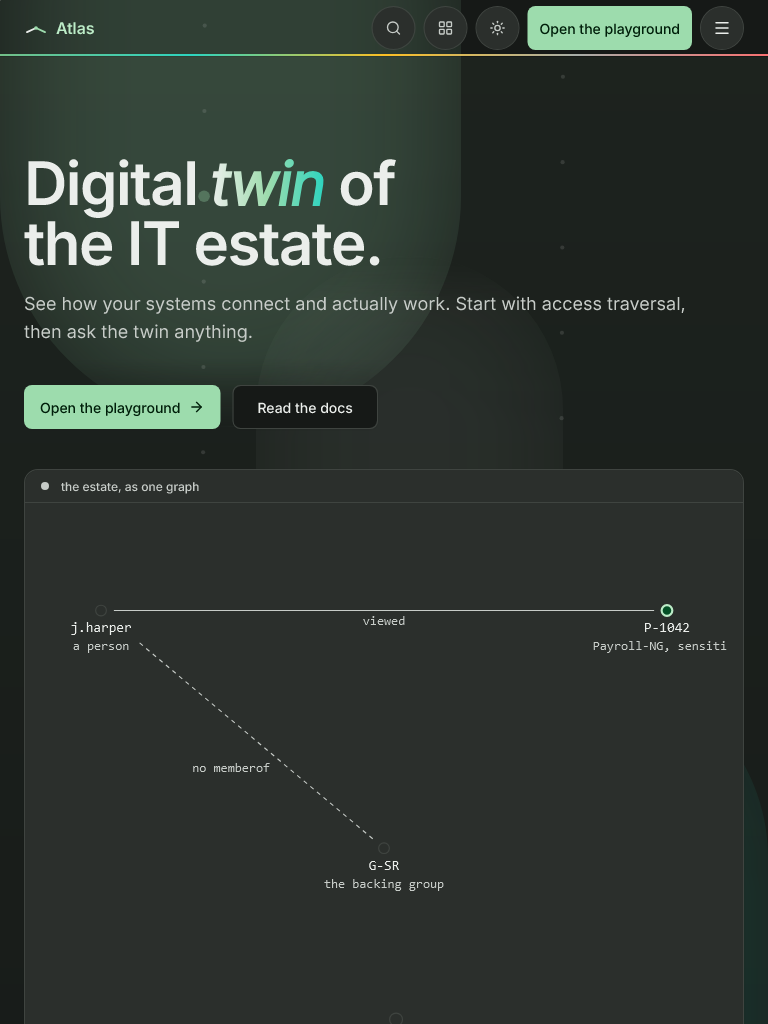 Atlas
Open the playground
Digital twin of
the IT estate.
See how your systems connect and actually work. Start with access traversal,
then ask the twin anything.
Open the playground
Read the docs
the estate, as one graph
viewed
j.harper
a person
P-1042
Payroll-NG, sensiti
no memberof
G-SR
the backing group